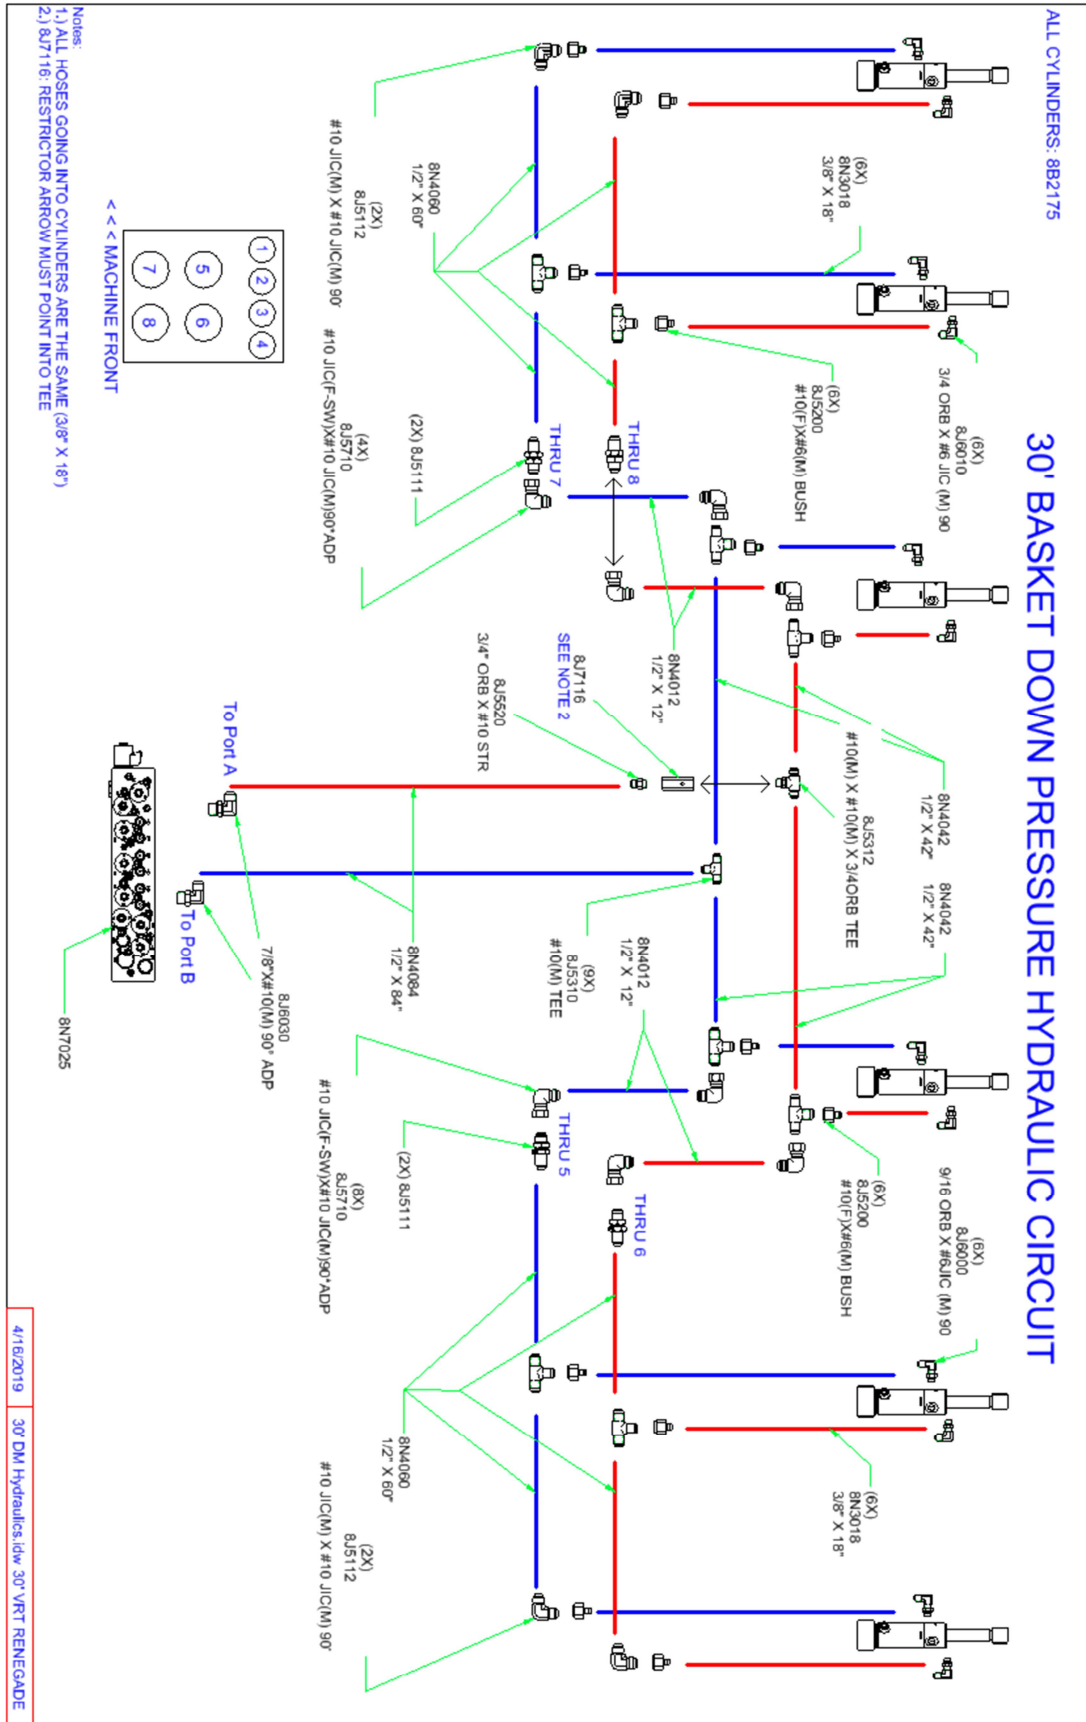 30' BASKET DOWN PRESSURE HYDRAULIC CIRCUIT
ALL CYLINDERS: 8B2175
(6X)
8N3018
3/8" X 18"
(6X)
8J6010
3/4 ORB X #6 JIC (M) 90
(6X)
8J5200
#10(F)X#6(M) BUSH
8N4042
1/2" X 42"
8N4042
1/2" X 42"
8J5312
#10(M) X #10(M) X 3/4ORB TEE
(6X)
8J6000
9/16 ORB X #6JIC (M) 90
(6X)
8J5200
#10(F)X#6(M) BUSH
(6X)
8N3018
3/8" X 18"
THRU 8
THRU 7
THRU 6
THRU 5
8N4060
1/2" X 60"
(2X)
8J5112
#10 JIC(M) X #10 JIC(M) 90'
(2X) 8J5111
(4X)
8J5710
#10 JIC(F-SW)X#10 JIC(M)90°ADP
8N4012
1/2" X 12"
8J7116
SEE NOTE 2
8J5520
3/4" ORB X #10 STR
(9X)
8J5310
#10(M) TEE
8N4012
1/2" X 12"
8N4084
1/2" X 84"
8J6030
7/8"X#10(M) 90° ADP
To Port A
To Port B
8N7025
(2X) 8J5111
(8X)
8J5710
#10 JIC(F-SW)X#10 JIC(M)90°ADP
8N4060
1/2" X 60"
(2X)
8J5112
#10 JIC(M) X #10 JIC(M) 90'
1 2 3 4
5 6
7 8
< < < MACHINE FRONT
Notes:
1.) ALL HOSES GOING INTO CYLINDERS ARE THE SAME (3/8" X 18")
2.) 8J7116: RESTRICTOR ARROW MUST POINT INTO TEE
4/16/2019 30' DM Hydraulics.idw 30' VRT RENEGADE